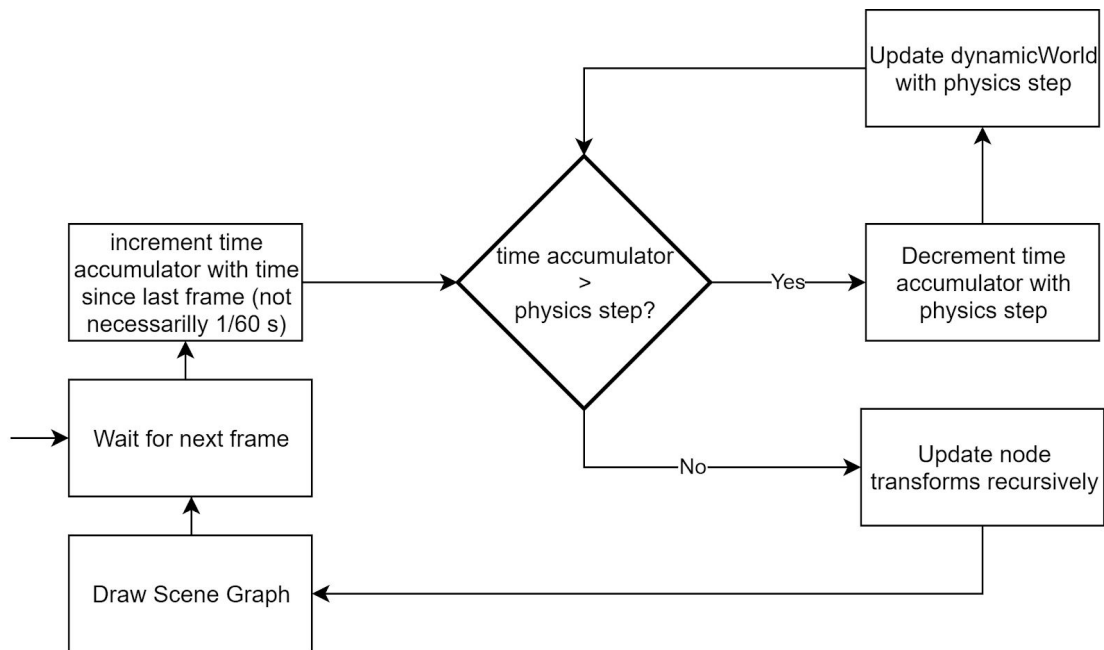 Update dynamicWorld
with physics step
increment time
accumulator with time
since last frame (not
necessarilly 1/60 s)
time accumulator
>
physics step?
Yes
Decrement time
accumulator with
physics step
Wait for next frame
No
Update node
transforms recursively
Draw Scene Graph